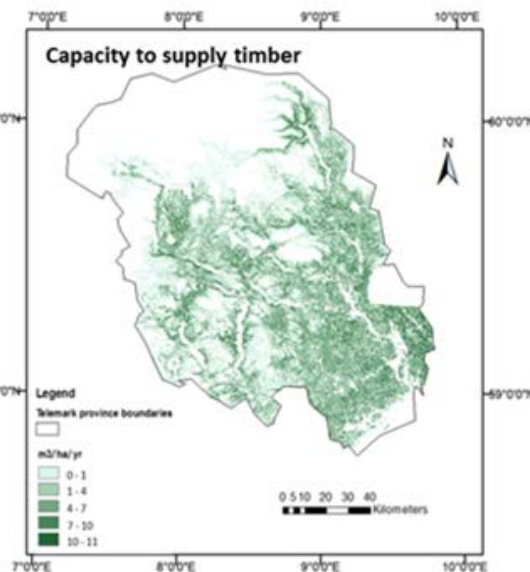 7°0'0"E 8°0'0"E 9°0'0"E 10°0'0"E
Capacity to supply timber
0"N 60°0'0"N
N
0"N 59°0'0"N
Legend
Telemark province boundaries
m3/ha/yr
0 - 1
1 - 4
4 - 7
7 - 10
10 - 11
0 5 10 20 30 40
Kilometers
7°0'0"E 8°0'0"E 9°0'0"E 10°0'0"E